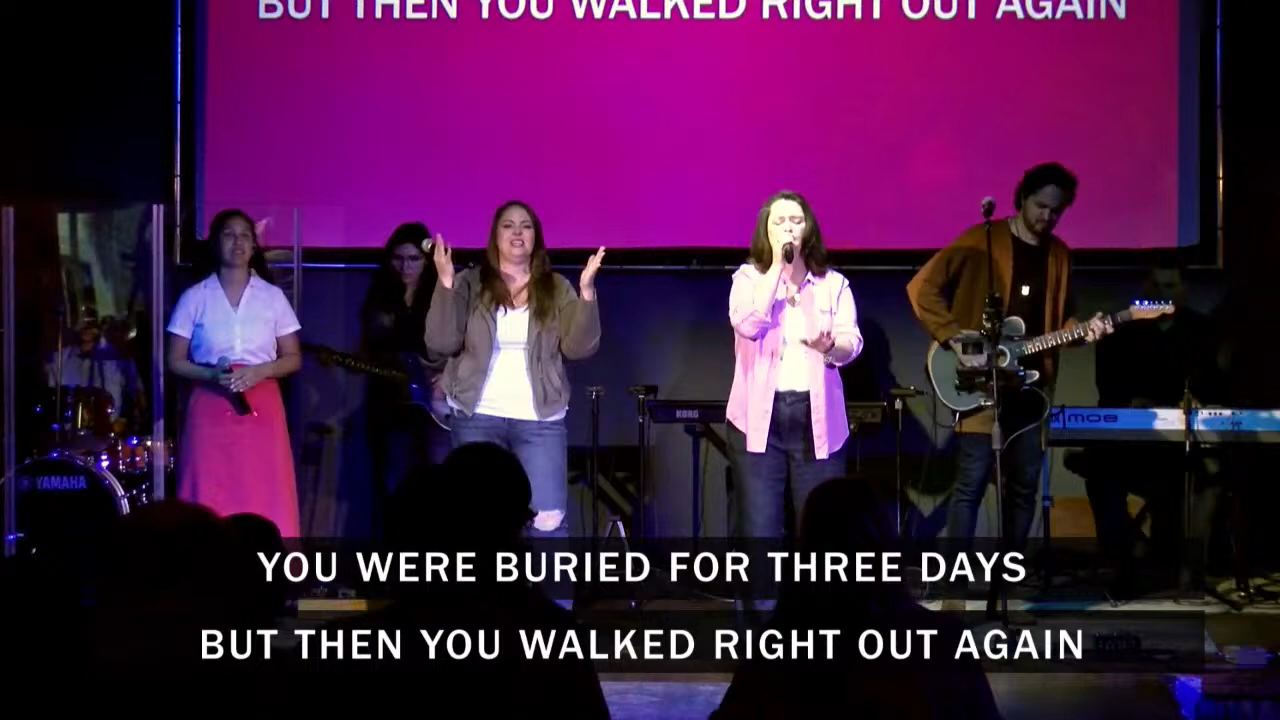 BUT THEN YOU WALKED RIGHT OUT AGAIN
KORG
moe
YAMAHA
YOU WERE BURIED FOR THREE DAYS
BUT THEN YOU WALKED RIGHT OUT AGAIN